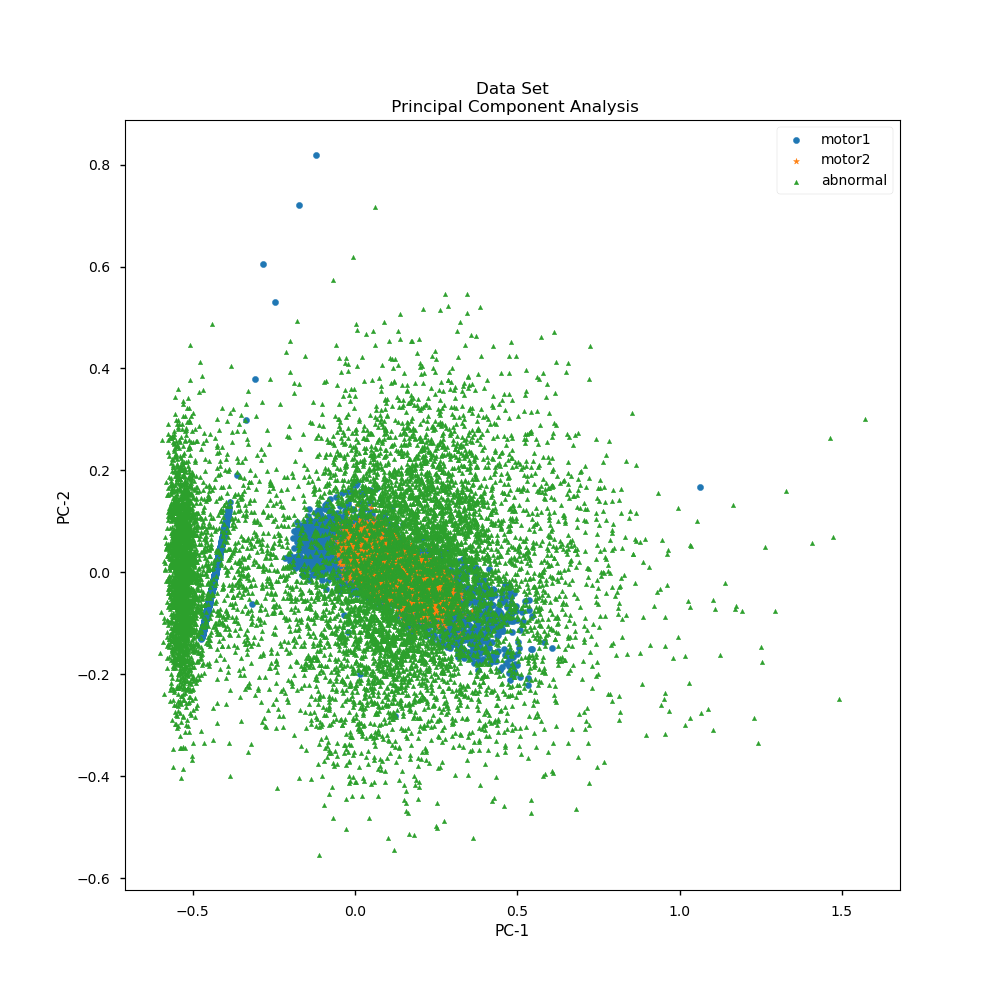 Data Set
Principal Component Analysis
motor1
motor2
abnormal
0.8
0.6
0.4
0.2
0.0
−0.2
−0.4
−0.6
PC-2
−0.5
0.0
0.5
1.0
1.5
PC-1